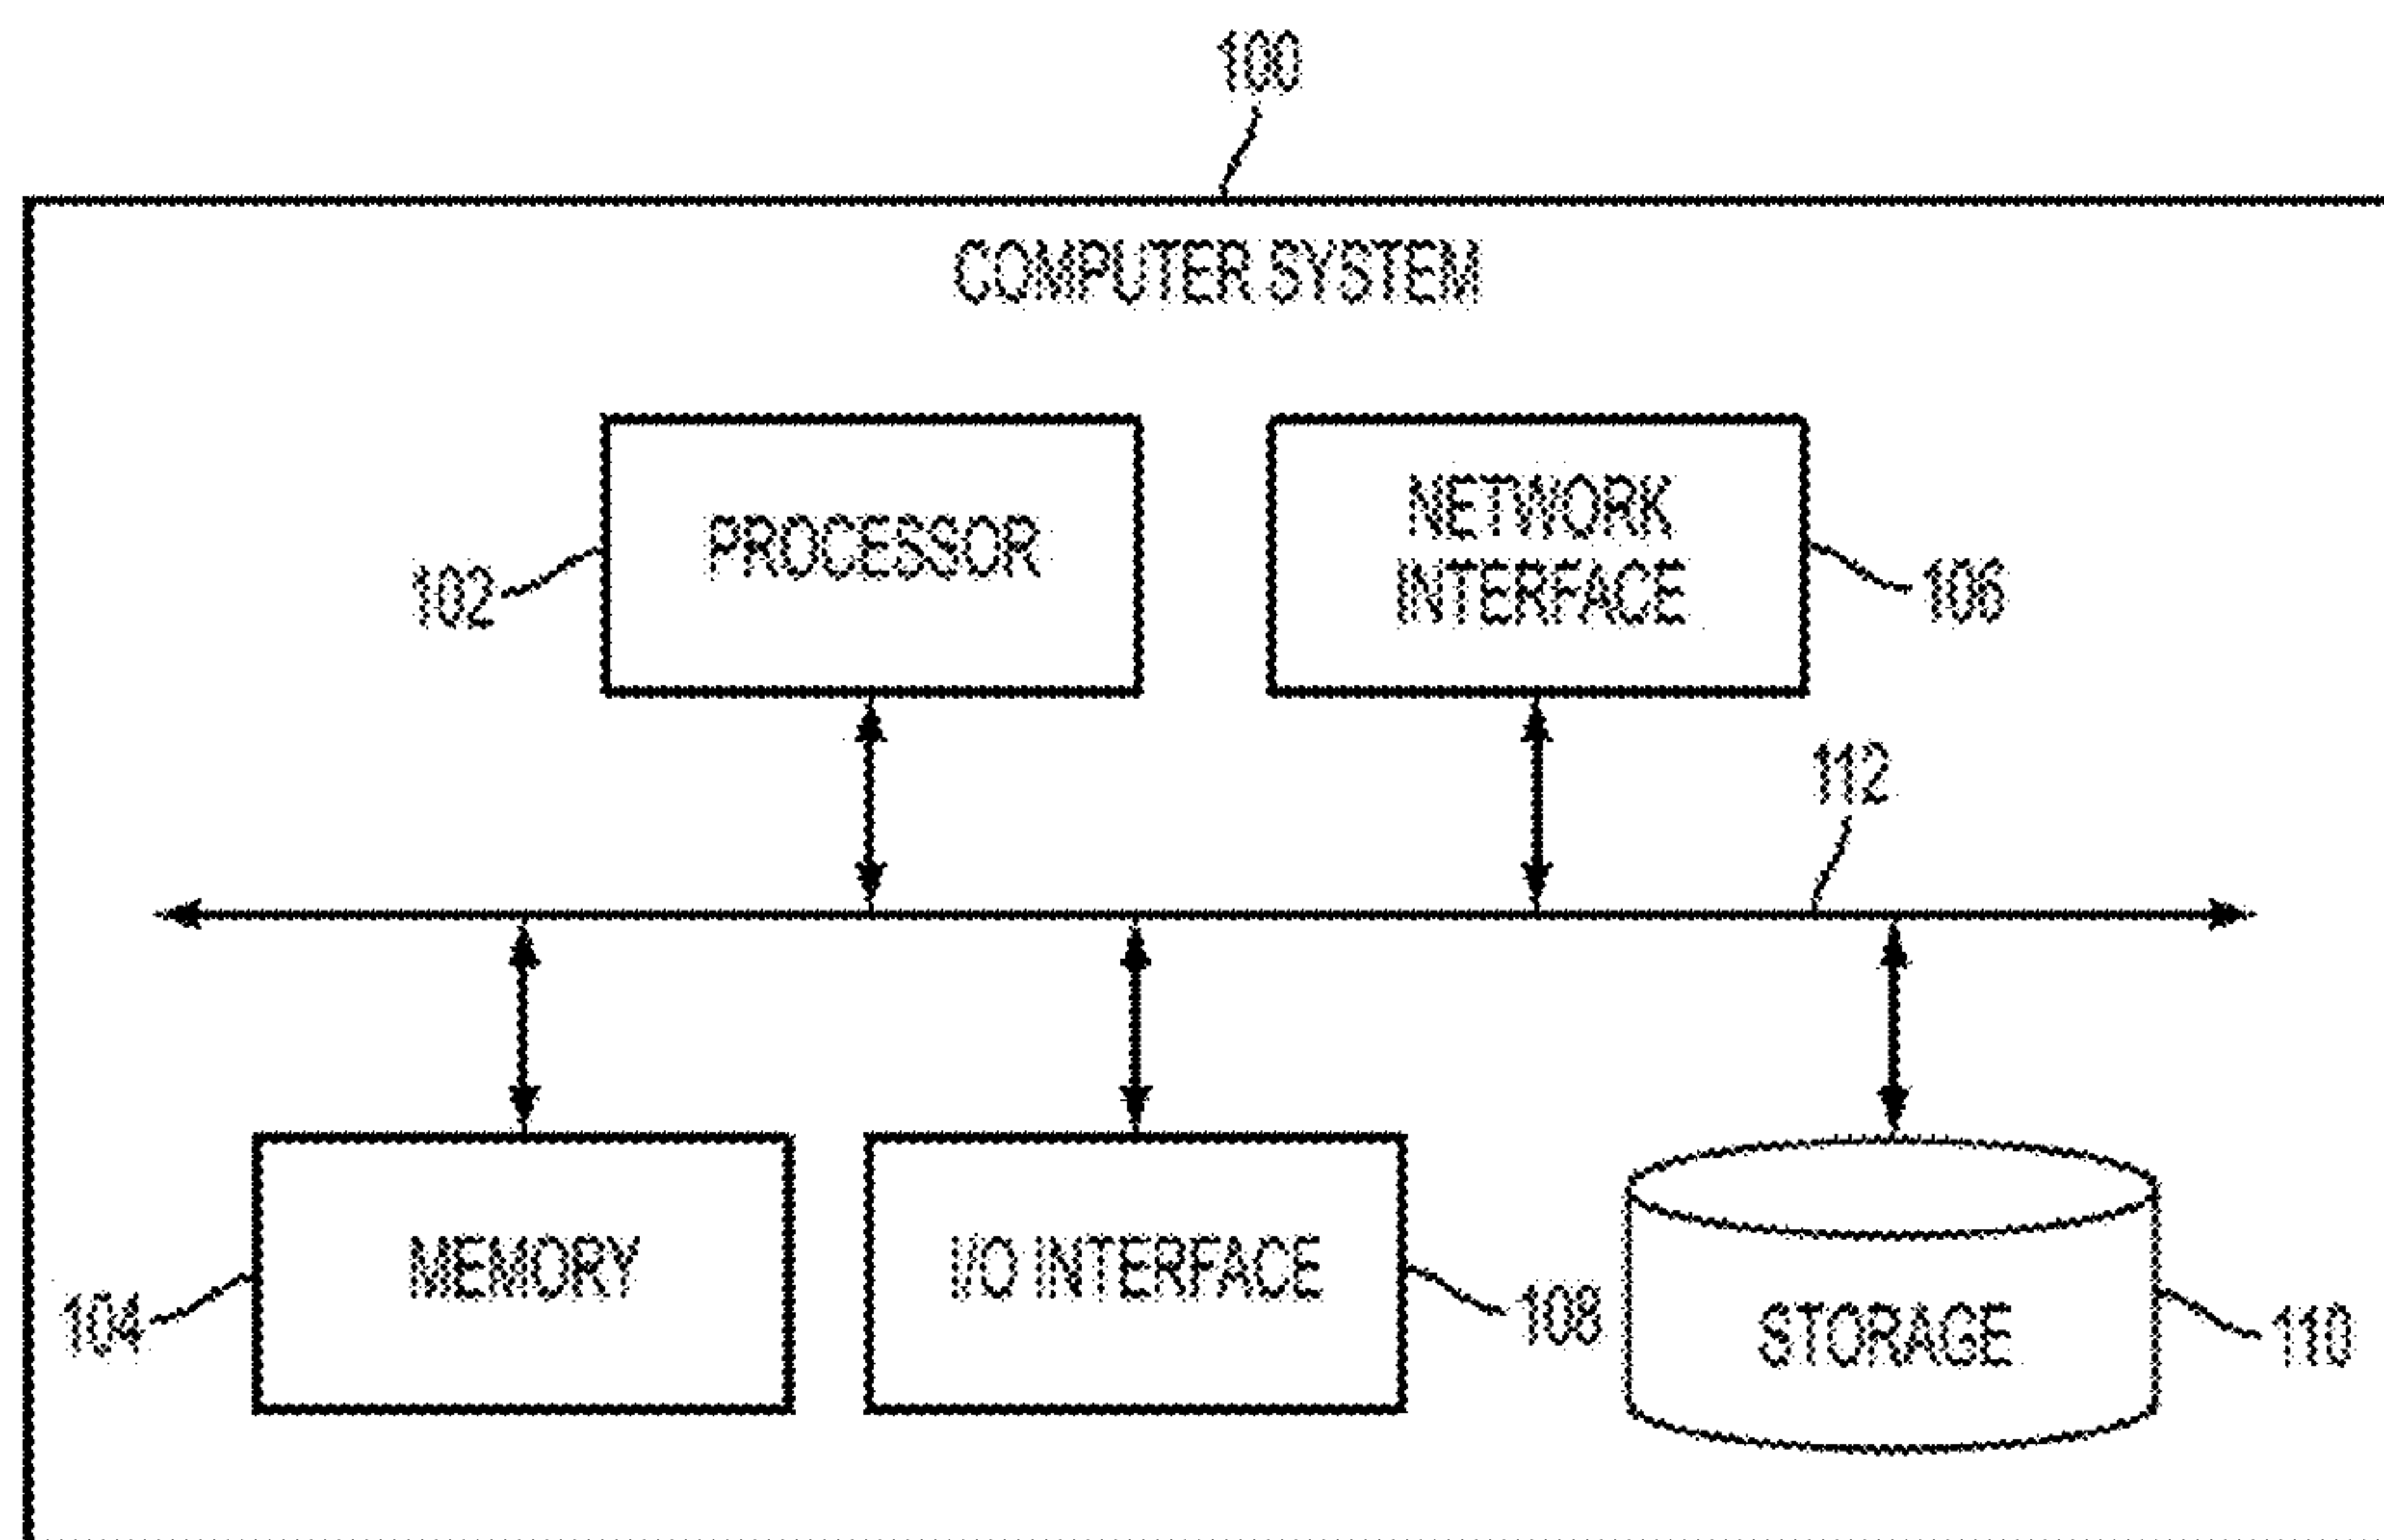 100
COMPUTER SYSTEM
PROCESSOR
NETWORK
INTERFACE
102
106
112
MEMORY
I/O INTERFACE
STORAGE
104
108
110